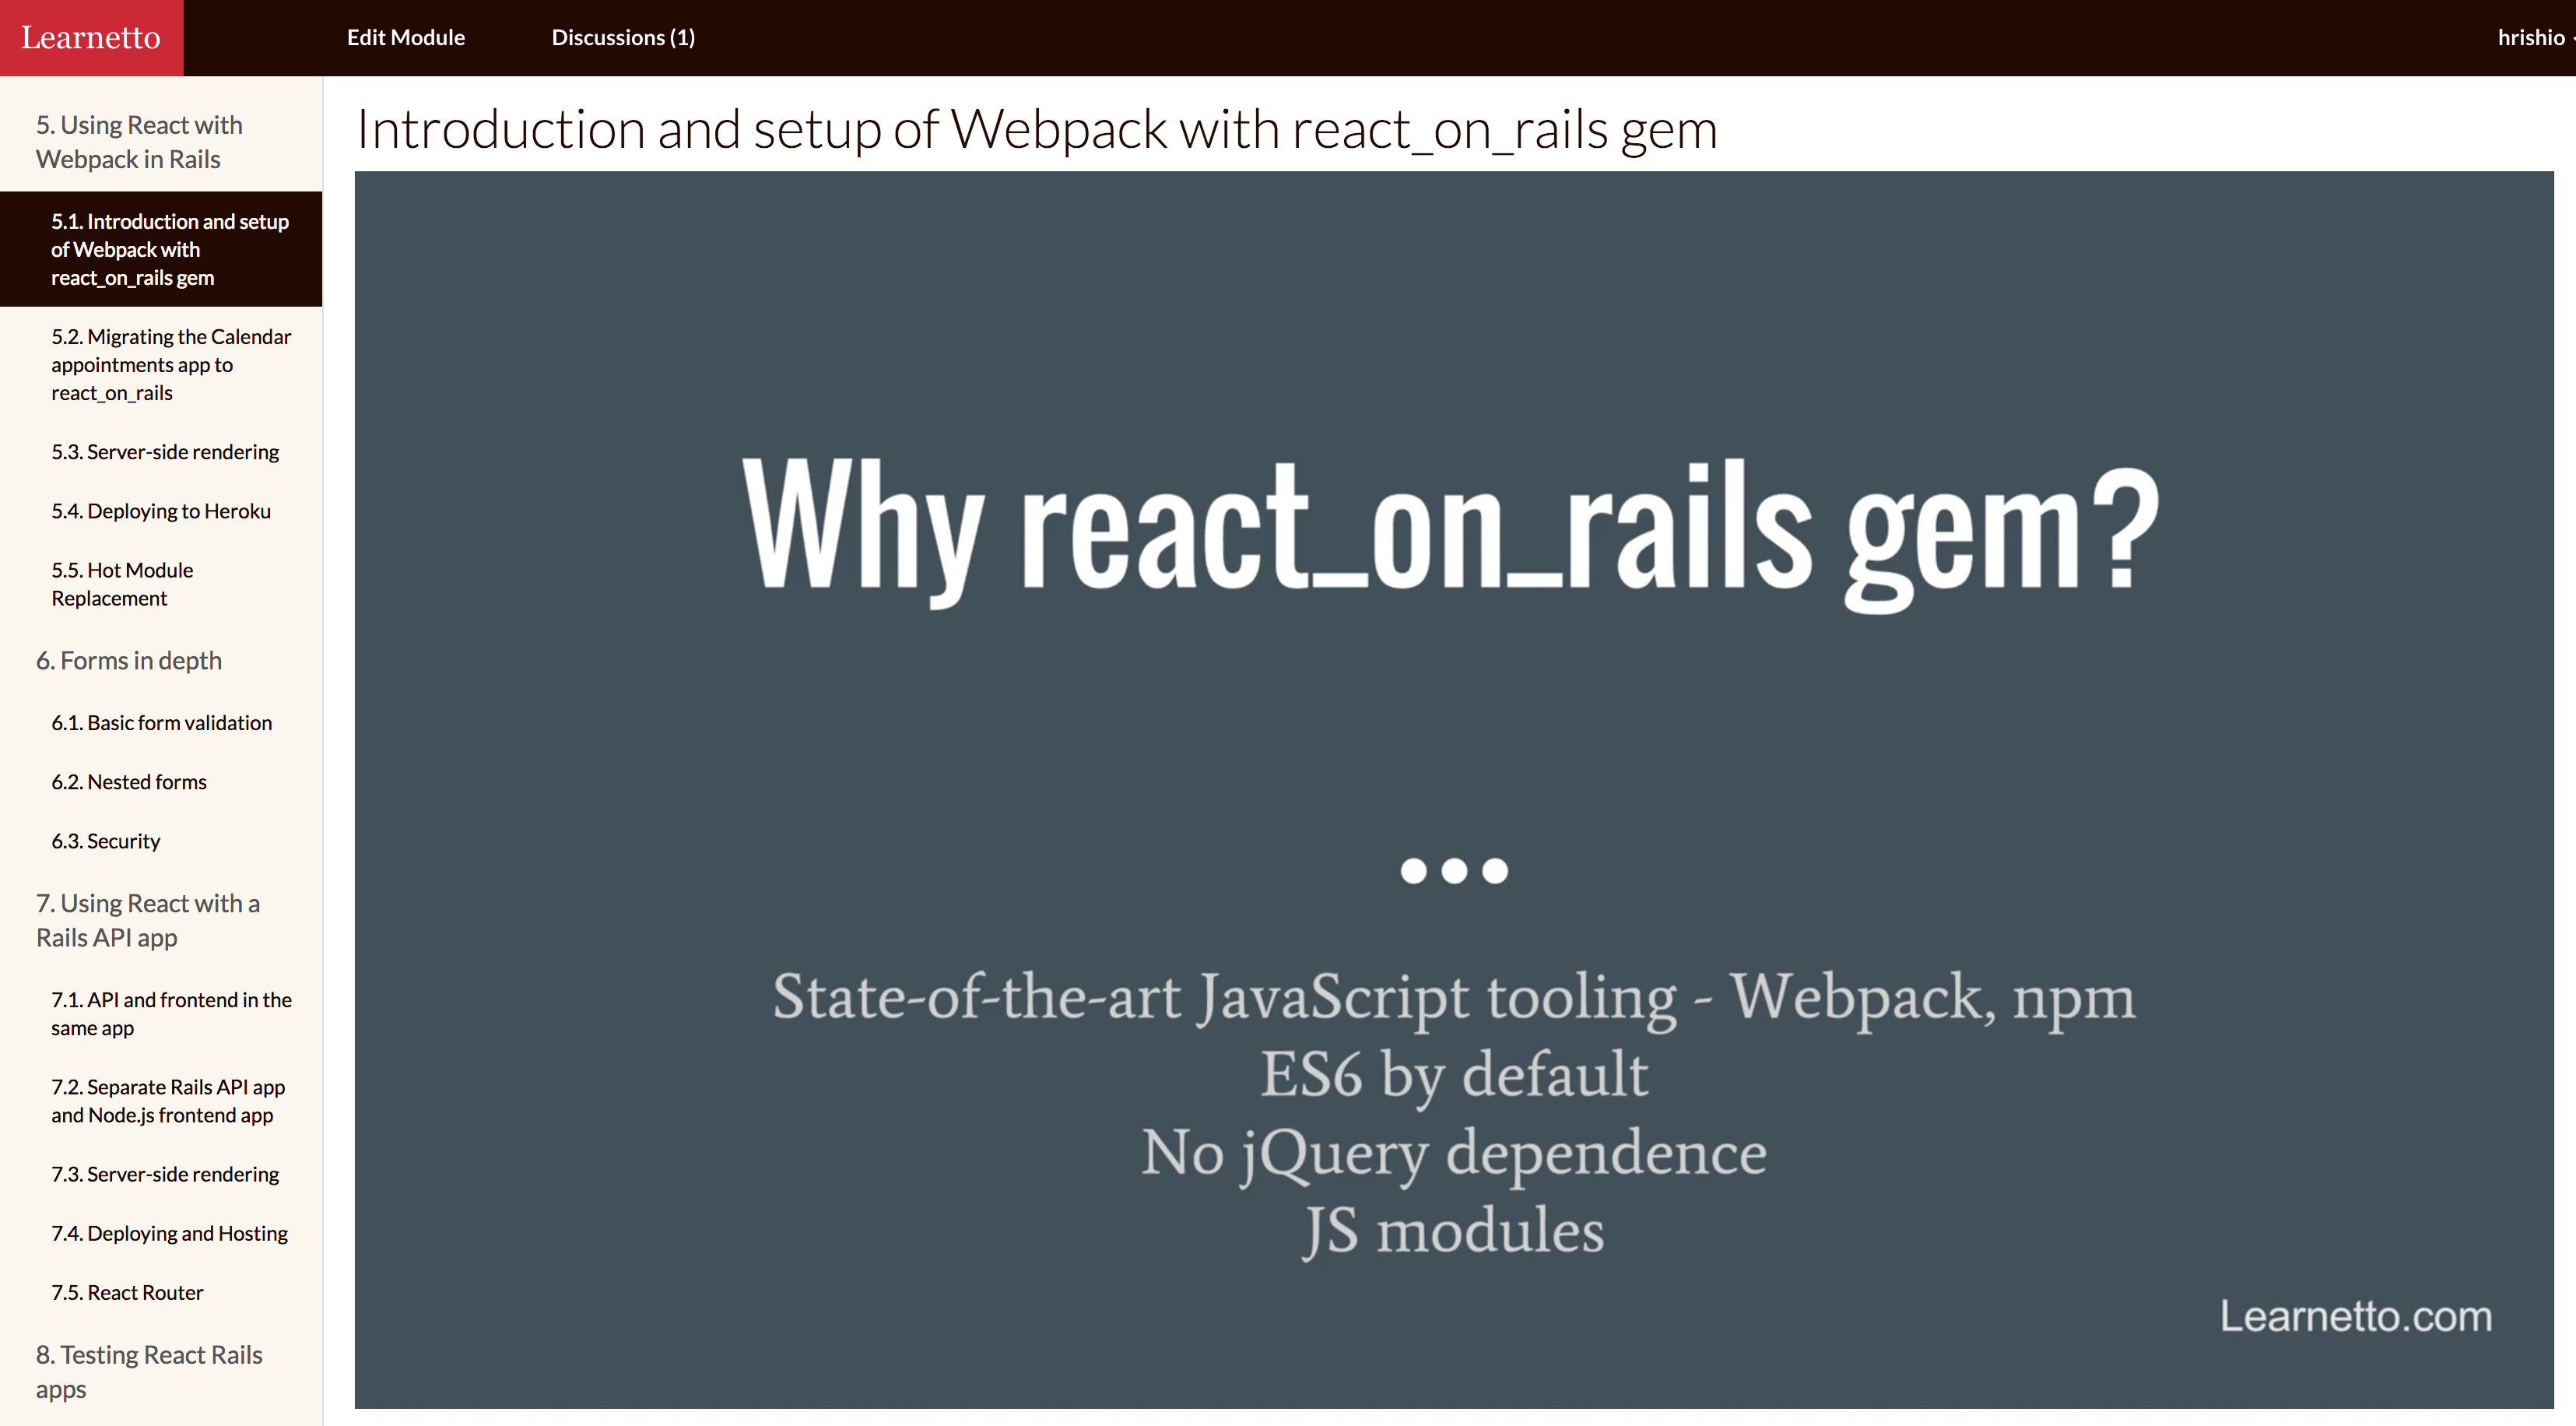 Learnetto
Edit Module
Discussions (1)
hrishio
5. Using React with
Webpack in Rails
5.1. Introduction and setup
of Webpack with
react_on_rails gem
5.2. Migrating the Calendar
appointments app to
react_on_rails
5.3. Server-side rendering
5.4. Deploying to Heroku
5.5. Hot Module
Replacement
6. Forms in depth
6.1. Basic form validation
6.2. Nested forms
6.3. Security
7. Using React with a
Rails API app
7.1. API and frontend in the
same app
7.2. Separate Rails API app
and Node.js frontend app
7.3. Server-side rendering
7.4. Deploying and Hosting
7.5. React Router
8. Testing React Rails
apps
Introduction and setup of Webpack with react_on_rails gem
Why react_on_rails gem?
State-of-the-art JavaScript tooling - Webpack, npm
ES6 by default
No jQuery dependence
JS modules
Learnetto.com